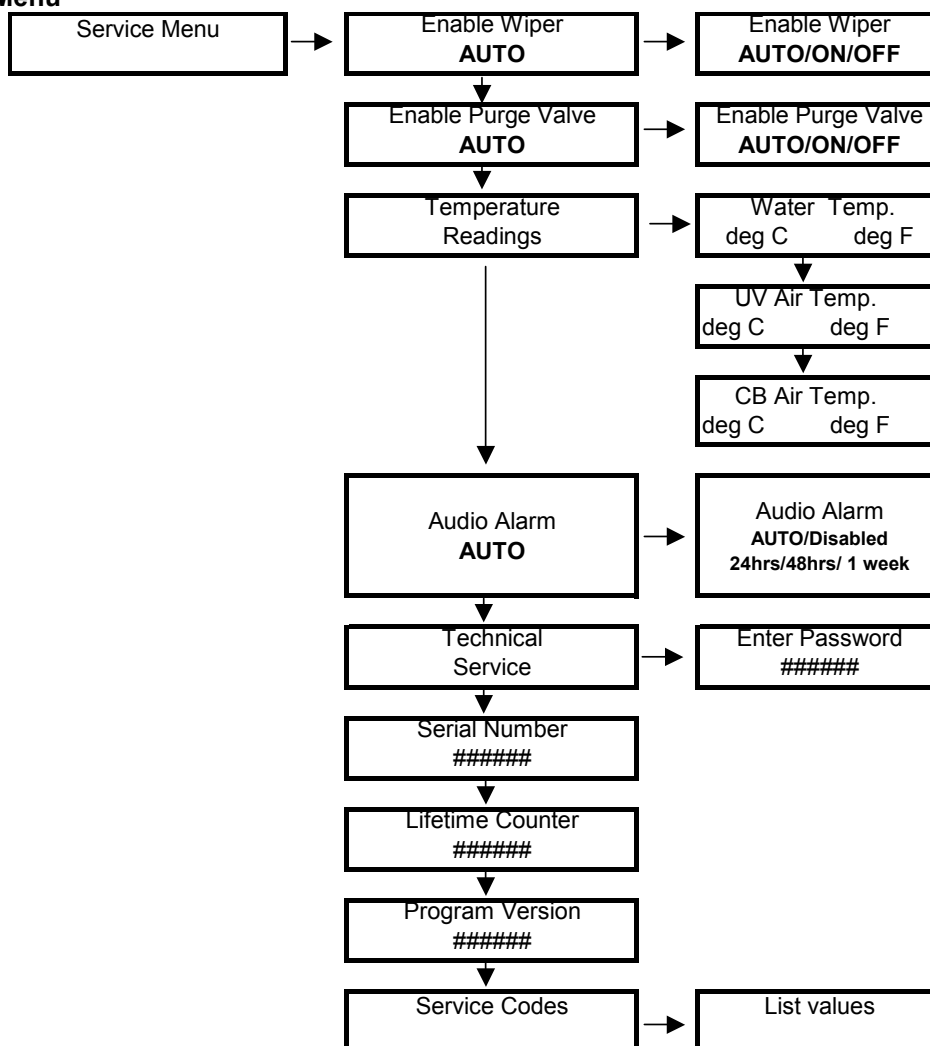 Menu
Service Menu
Enable Wiper
AUTO
Enable Wiper
AUTO/ON/OFF
Enable Purge Valve
AUTO
Enable Purge Valve
AUTO/ON/OFF
Temperature
Readings
Water Temp.
deg C deg F
UV Air Temp.
deg C deg F
CB Air Temp.
deg C deg F
Audio Alarm
AUTO
Audio Alarm
AUTO/Disabled
24hrs/48hrs/ 1 week
Technical
Service
Enter Password
######
Serial Number
######
Lifetime Counter
######
Program Version
######
Service Codes
List values